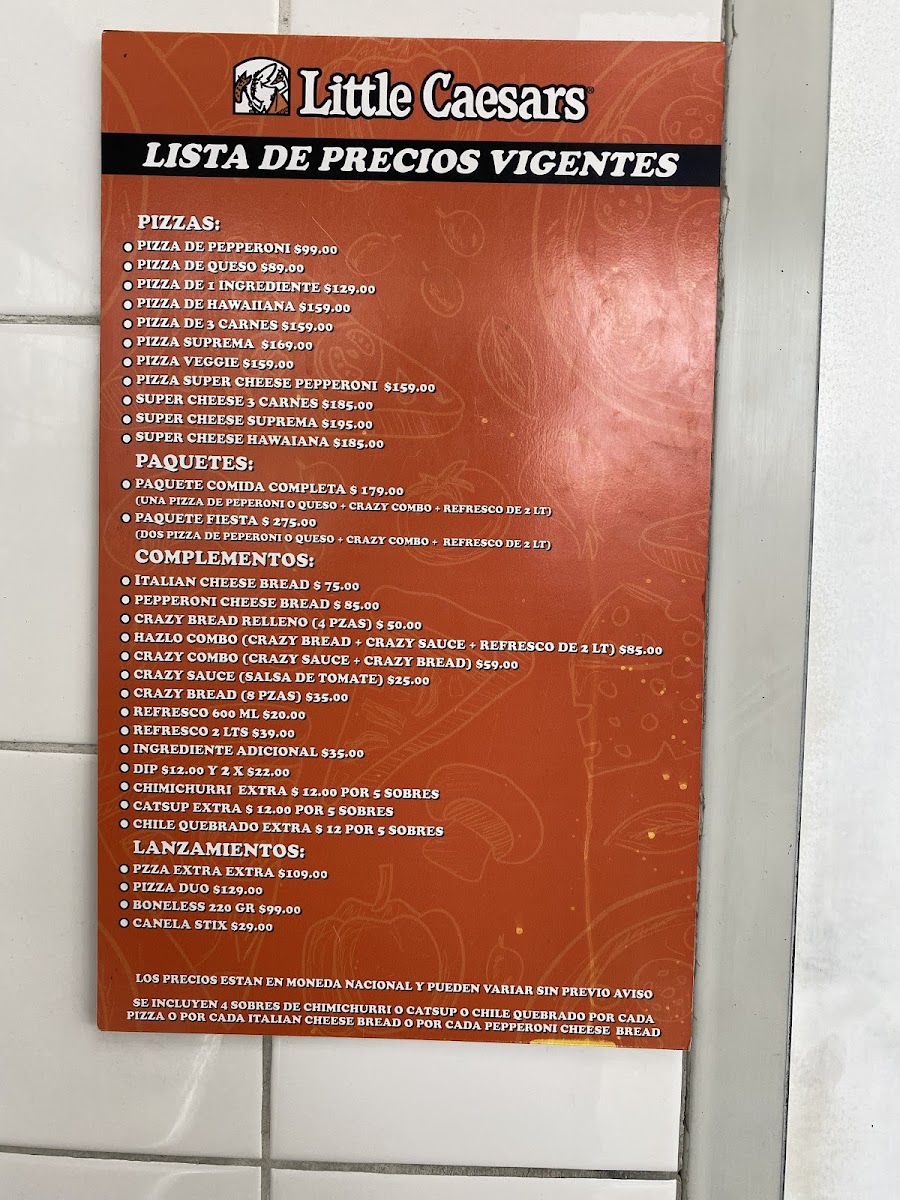 Little Caesars®
LISTA DE PRECIOS VIGENTES
PIZZAS:
PIZZA DE PEPPERONI $99.00
PIZZA DE QUESO $89.00
PIZZA DE 1 INGREDIENTE $129.00
PIZZA DE HAWAIIANA $159.00
PIZZA DE 3 CARNES $159.00
PIZZA SUPREMA $169.00
PIZZA VEGGIE $159.00
PIZZA SUPER CHEESE PEPPERONI $159.00
SUPER CHEESE 3 CARNES $185.00
SUPER CHEESE SUPREMA $195.00
SUPER CHEESE HAWAIANA $185.00
PAQUETES:
PAQUETE COMIDA COMPLETA $ 179.00
(UNA PIZZA DE PEPERONI O QUESO + CRAZY COMBO + REFRESCO DE 2 LT)
PAQUETE FIESTA $ 275.00
(DOS PIZZA DE PEPERONI O QUESO + CRAZY COMBO + REFRESCO DE 2 LT)
COMPLEMENTOS:
ITALIAN CHEESE BREAD $ 75.00
PEPPERONI CHEESE BREAD $ 85.00
CRAZY BREAD RELLENO (4 PZAS) $ 50.00
HAZLO COMBO (CRAZY BREAD + CRAZY SAUCE + REFRESCO DE 2 LT) $85.00
CRAZY COMBO (CRAZY SAUCE + CRAZY BREAD) $59.00
CRAZY SAUCE (SALSA DE TOMATE) $25.00
CRAZY BREAD (8 PZAS) $35.00
REFRESCO 600 ML $20.00
REFRESCO 2 LTS $39.00
INGREDIENTE ADICIONAL $35.00
DIP $12.00 Y 2 X $22.00
CHIMICHURRI EXTRA $ 12.00 POR 5 SOBRES
CATSUP EXTRA $ 12.00 POR 5 SOBRES
CHILE QUEBRADO EXTRA $ 12 POR 5 SOBRES
LANZAMIENTOS:
PZZA EXTRA EXTRA $109.00
PIZZA DUO $129.00
BONELESS 220 GR $99.00
CANELA STIX $29.00
LOS PRECIOS ESTAN EN MONEDA NACIONAL Y PUEDEN VARIAR SIN PREVIO AVISO
SE INCLUYEN 4 SOBRES DE CHIMICHURRI O CATSUP O CHILE QUEBRADO POR CADA
PIZZA O POR CADA ITALIAN CHEESE BREAD O POR CADA PEPPERONI CHEESE BREAD